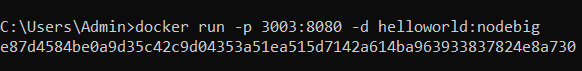 C:\Users\Admin>docker run -p 3003:8080 -d helloworld:nodebig
e87d4584be0a9d35c42c9d04353a51ea515d7142a614ba963933837824e8a730